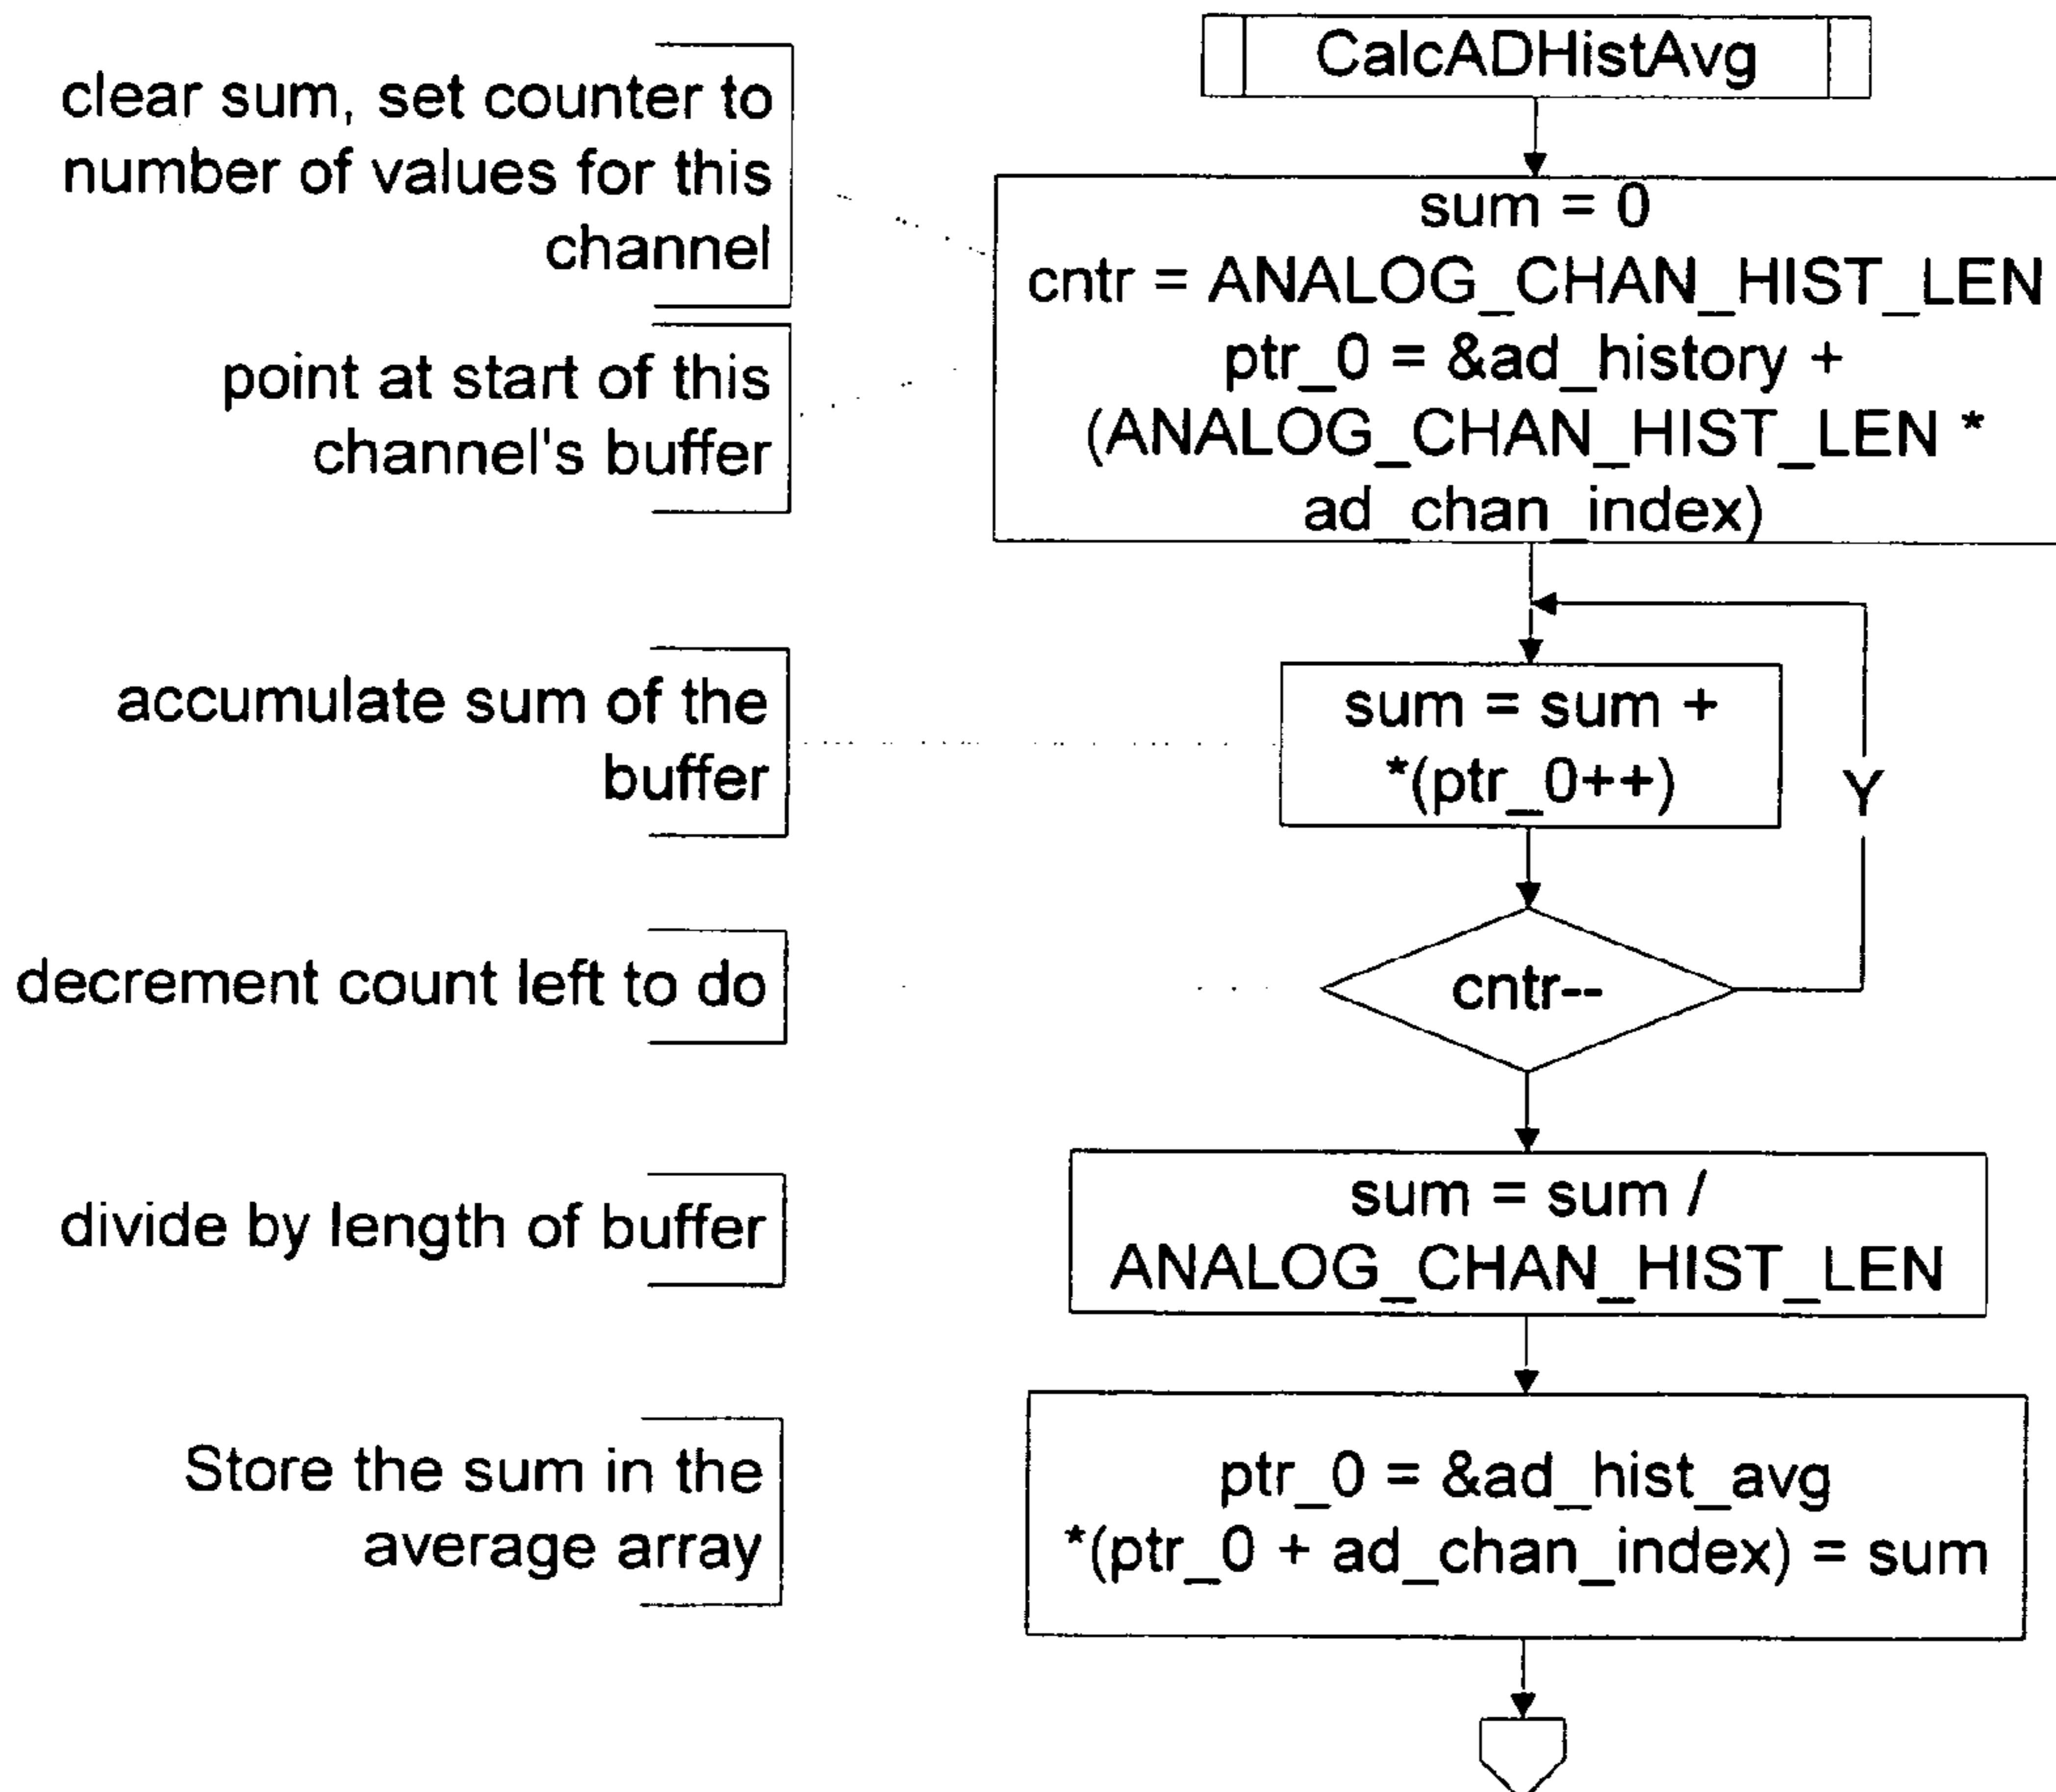 CalcADHistAvg
clear sum, set counter to
number of values for this
channel
point at start of this
channel's buffer
sum = 0
cntr = ANALOG_CHAN_HIST_LEN
ptr_0 = &ad_history +
(ANALOG_CHAN_HIST_LEN *
ad_chan_index)
accumulate sum of the
buffer
sum = sum +
*(ptr_0++)
Y
decrement count left to do
cntr--
divide by length of buffer
sum = sum /
ANALOG_CHAN_HIST_LEN
Store the sum in the
average array
ptr_0 = &ad_hist_avg
*(ptr_0 + ad_chan_index) = sum